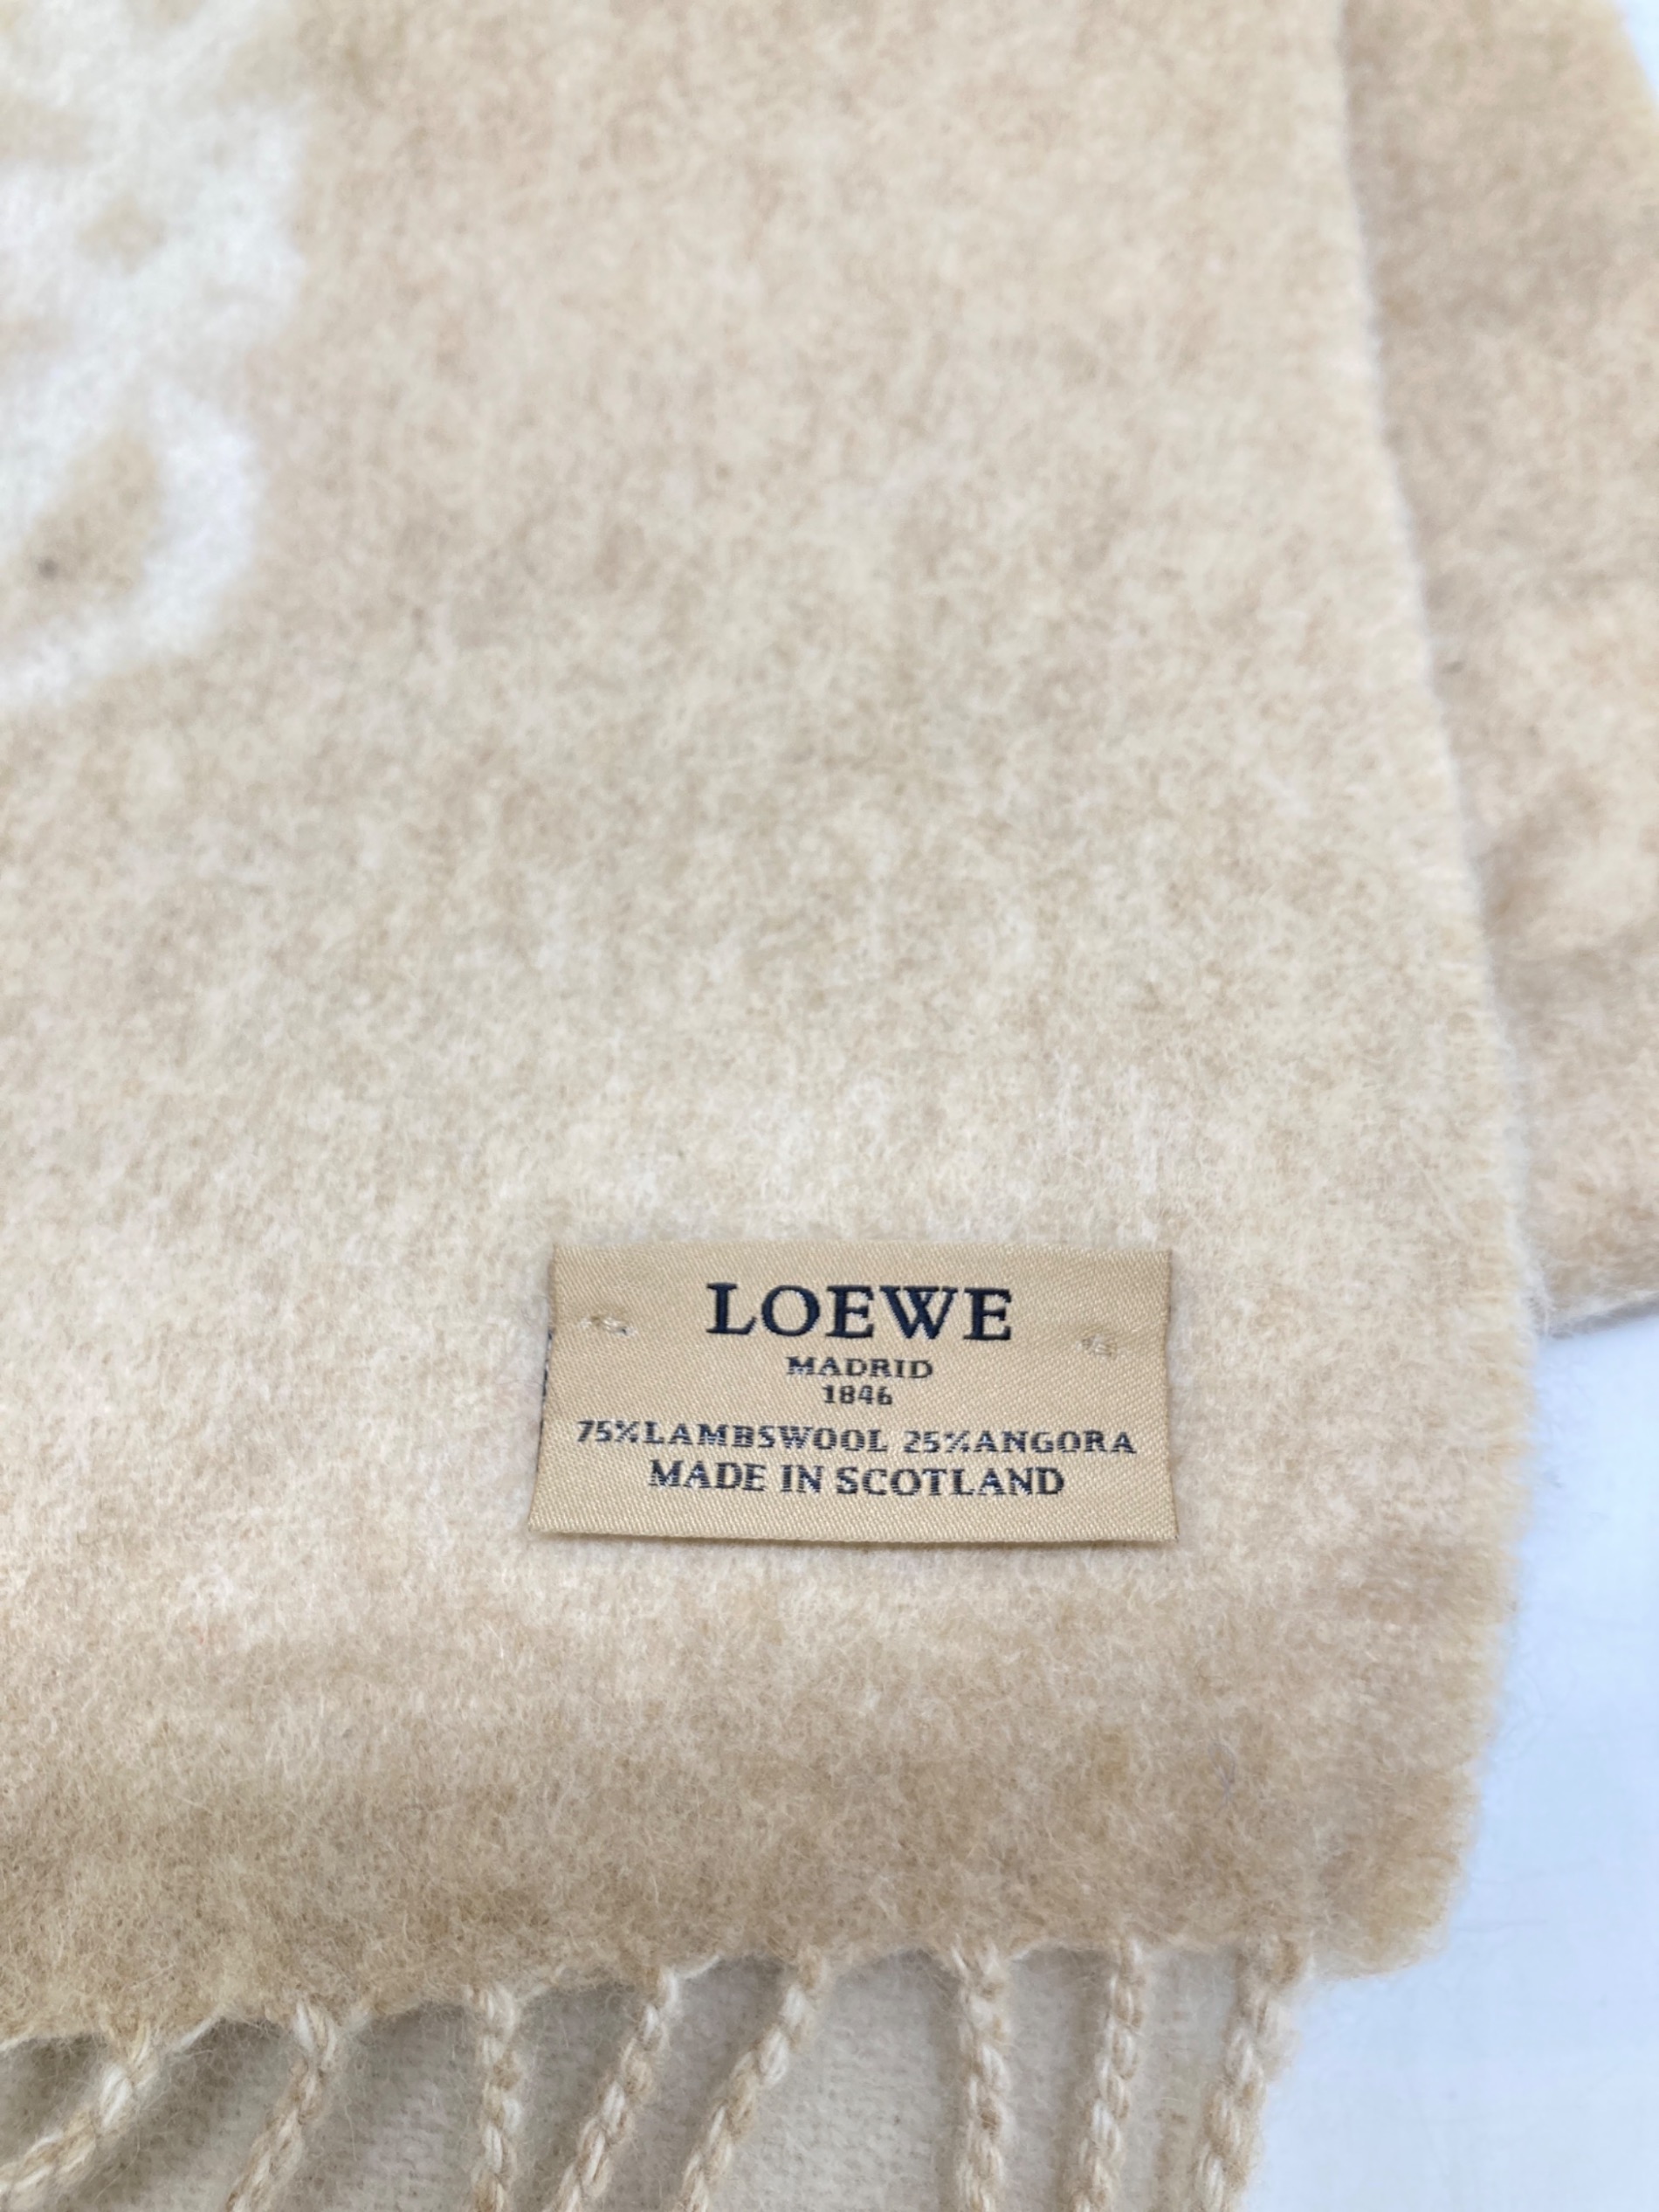 LOEWE
MADRID
1846
75%LAMBSWOOL 25%ANGORA
MADE IN SCOTLAND